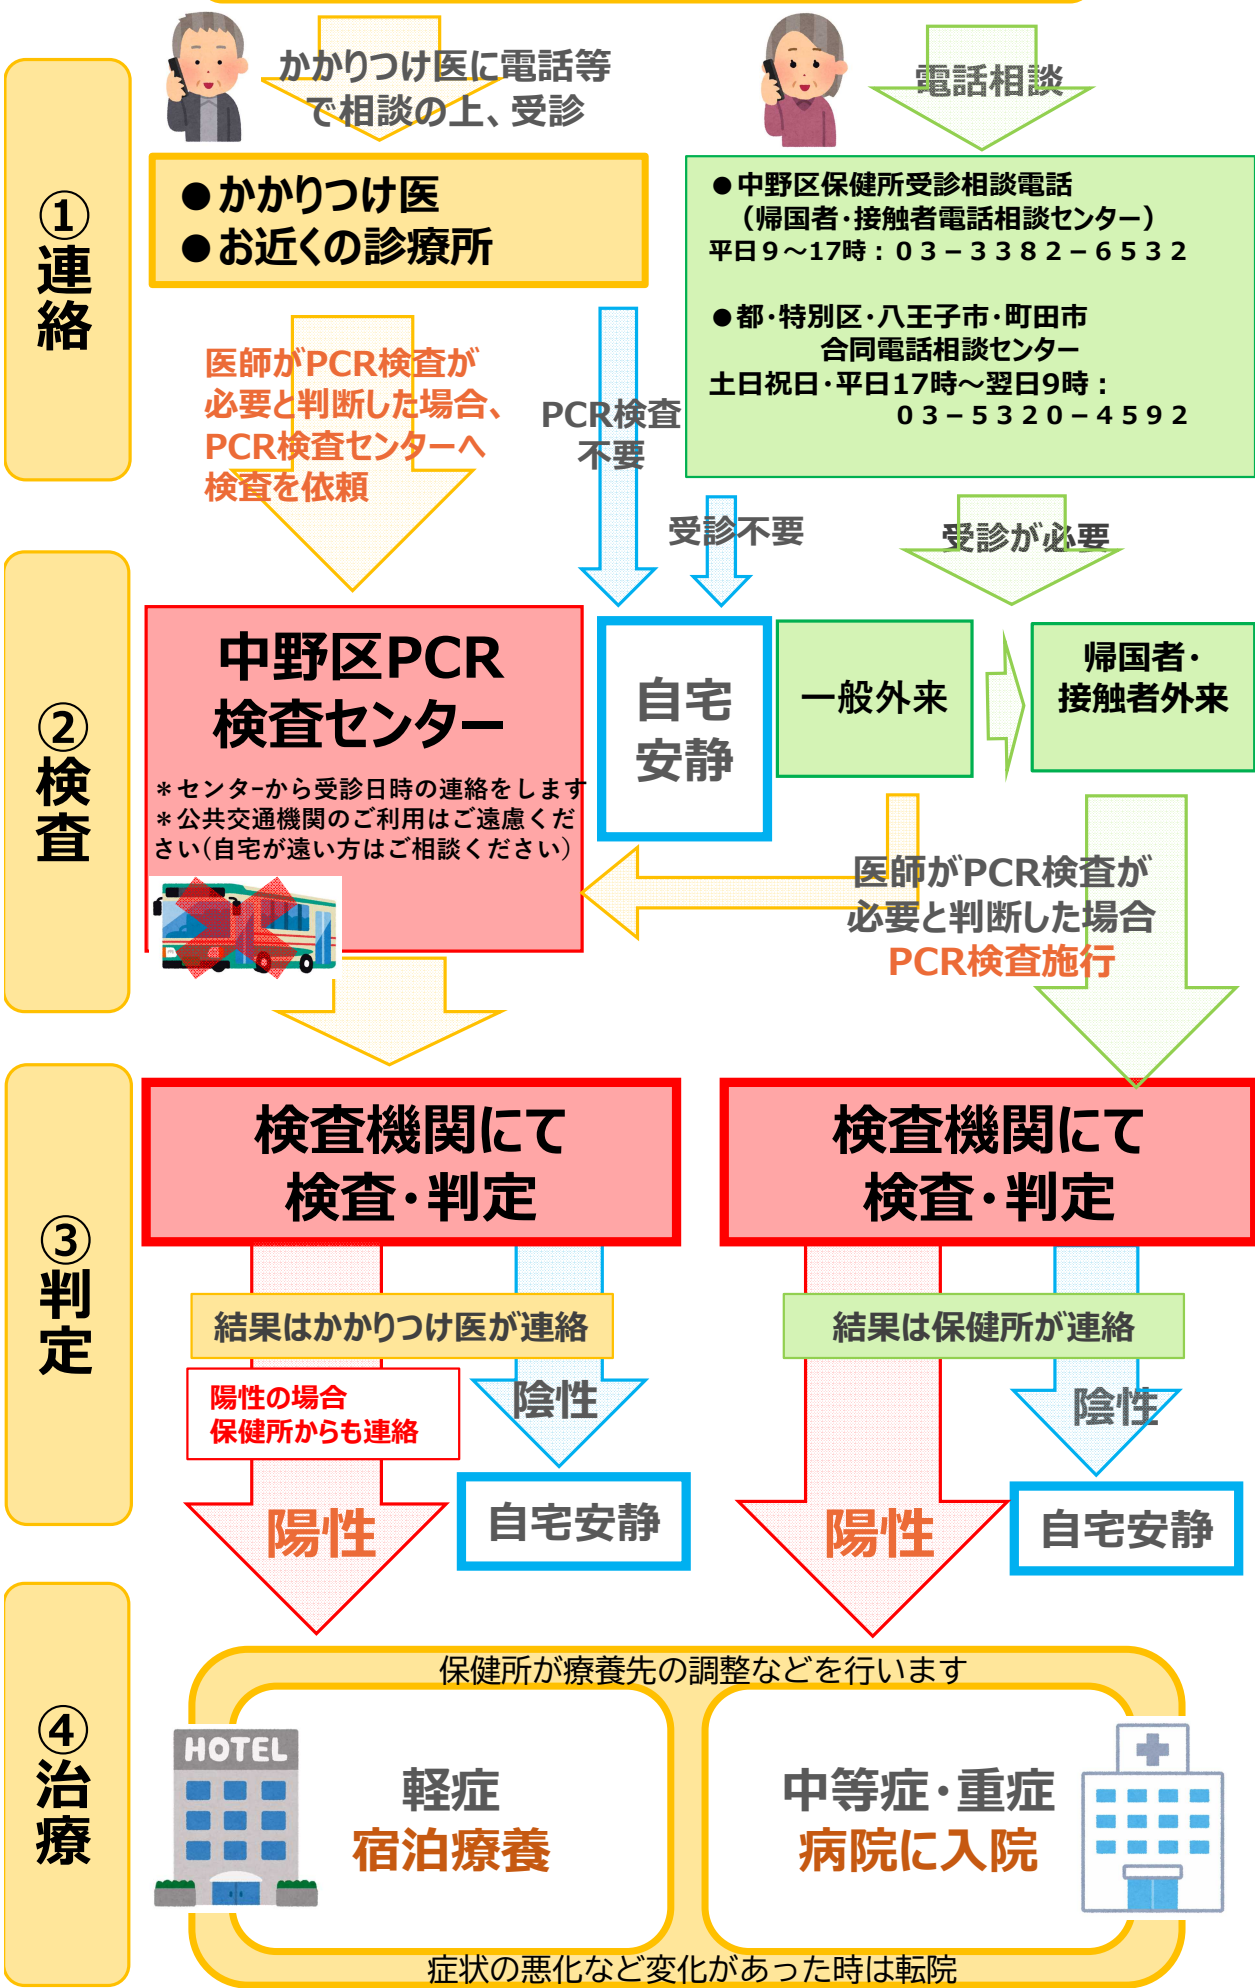 かかりつけ医に電話等
で相談の上、受診
電話相談
①連絡
●かかりつけ医
●お近くの診療所
●中野区保健所受診相談電話
（帰国者・接触者電話相談センター）
平日９～17時：０３－３３８２－６５３２
●都・特別区・八王子市・町田市
合同電話相談センター
土日祝日・平日17時～翌日9時：
０３－５３２０－４５９２
医師がPCR検査が
必要と判断した場合、
PCR検査センターへ
検査を依頼
PCR検査
不要
受診不要
受診が必要
②検査
中野区PCR
検査センター
＊センターから受診日時の連絡をします
＊公共交通機関のご利用はご遠慮くだ
さい(自宅が遠い方はご相談ください）
自宅
安静
一般外来
帰国者・
接触者外来
医師がPCR検査が
必要と判断した場合
PCR検査施行
③判定
検査機関にて
検査・判定
検査機関にて
検査・判定
結果はかかりつけ医が連絡
結果は保健所が連絡
陽性の場合
保健所からも連絡
陰性
陰性
陽性
自宅安静
陽性
自宅安静
④治療
保健所が療養先の調整などを行います
HOTEL
軽症
宿泊療養
中等症・重症
病院に入院
症状の悪化など変化があった時は転院